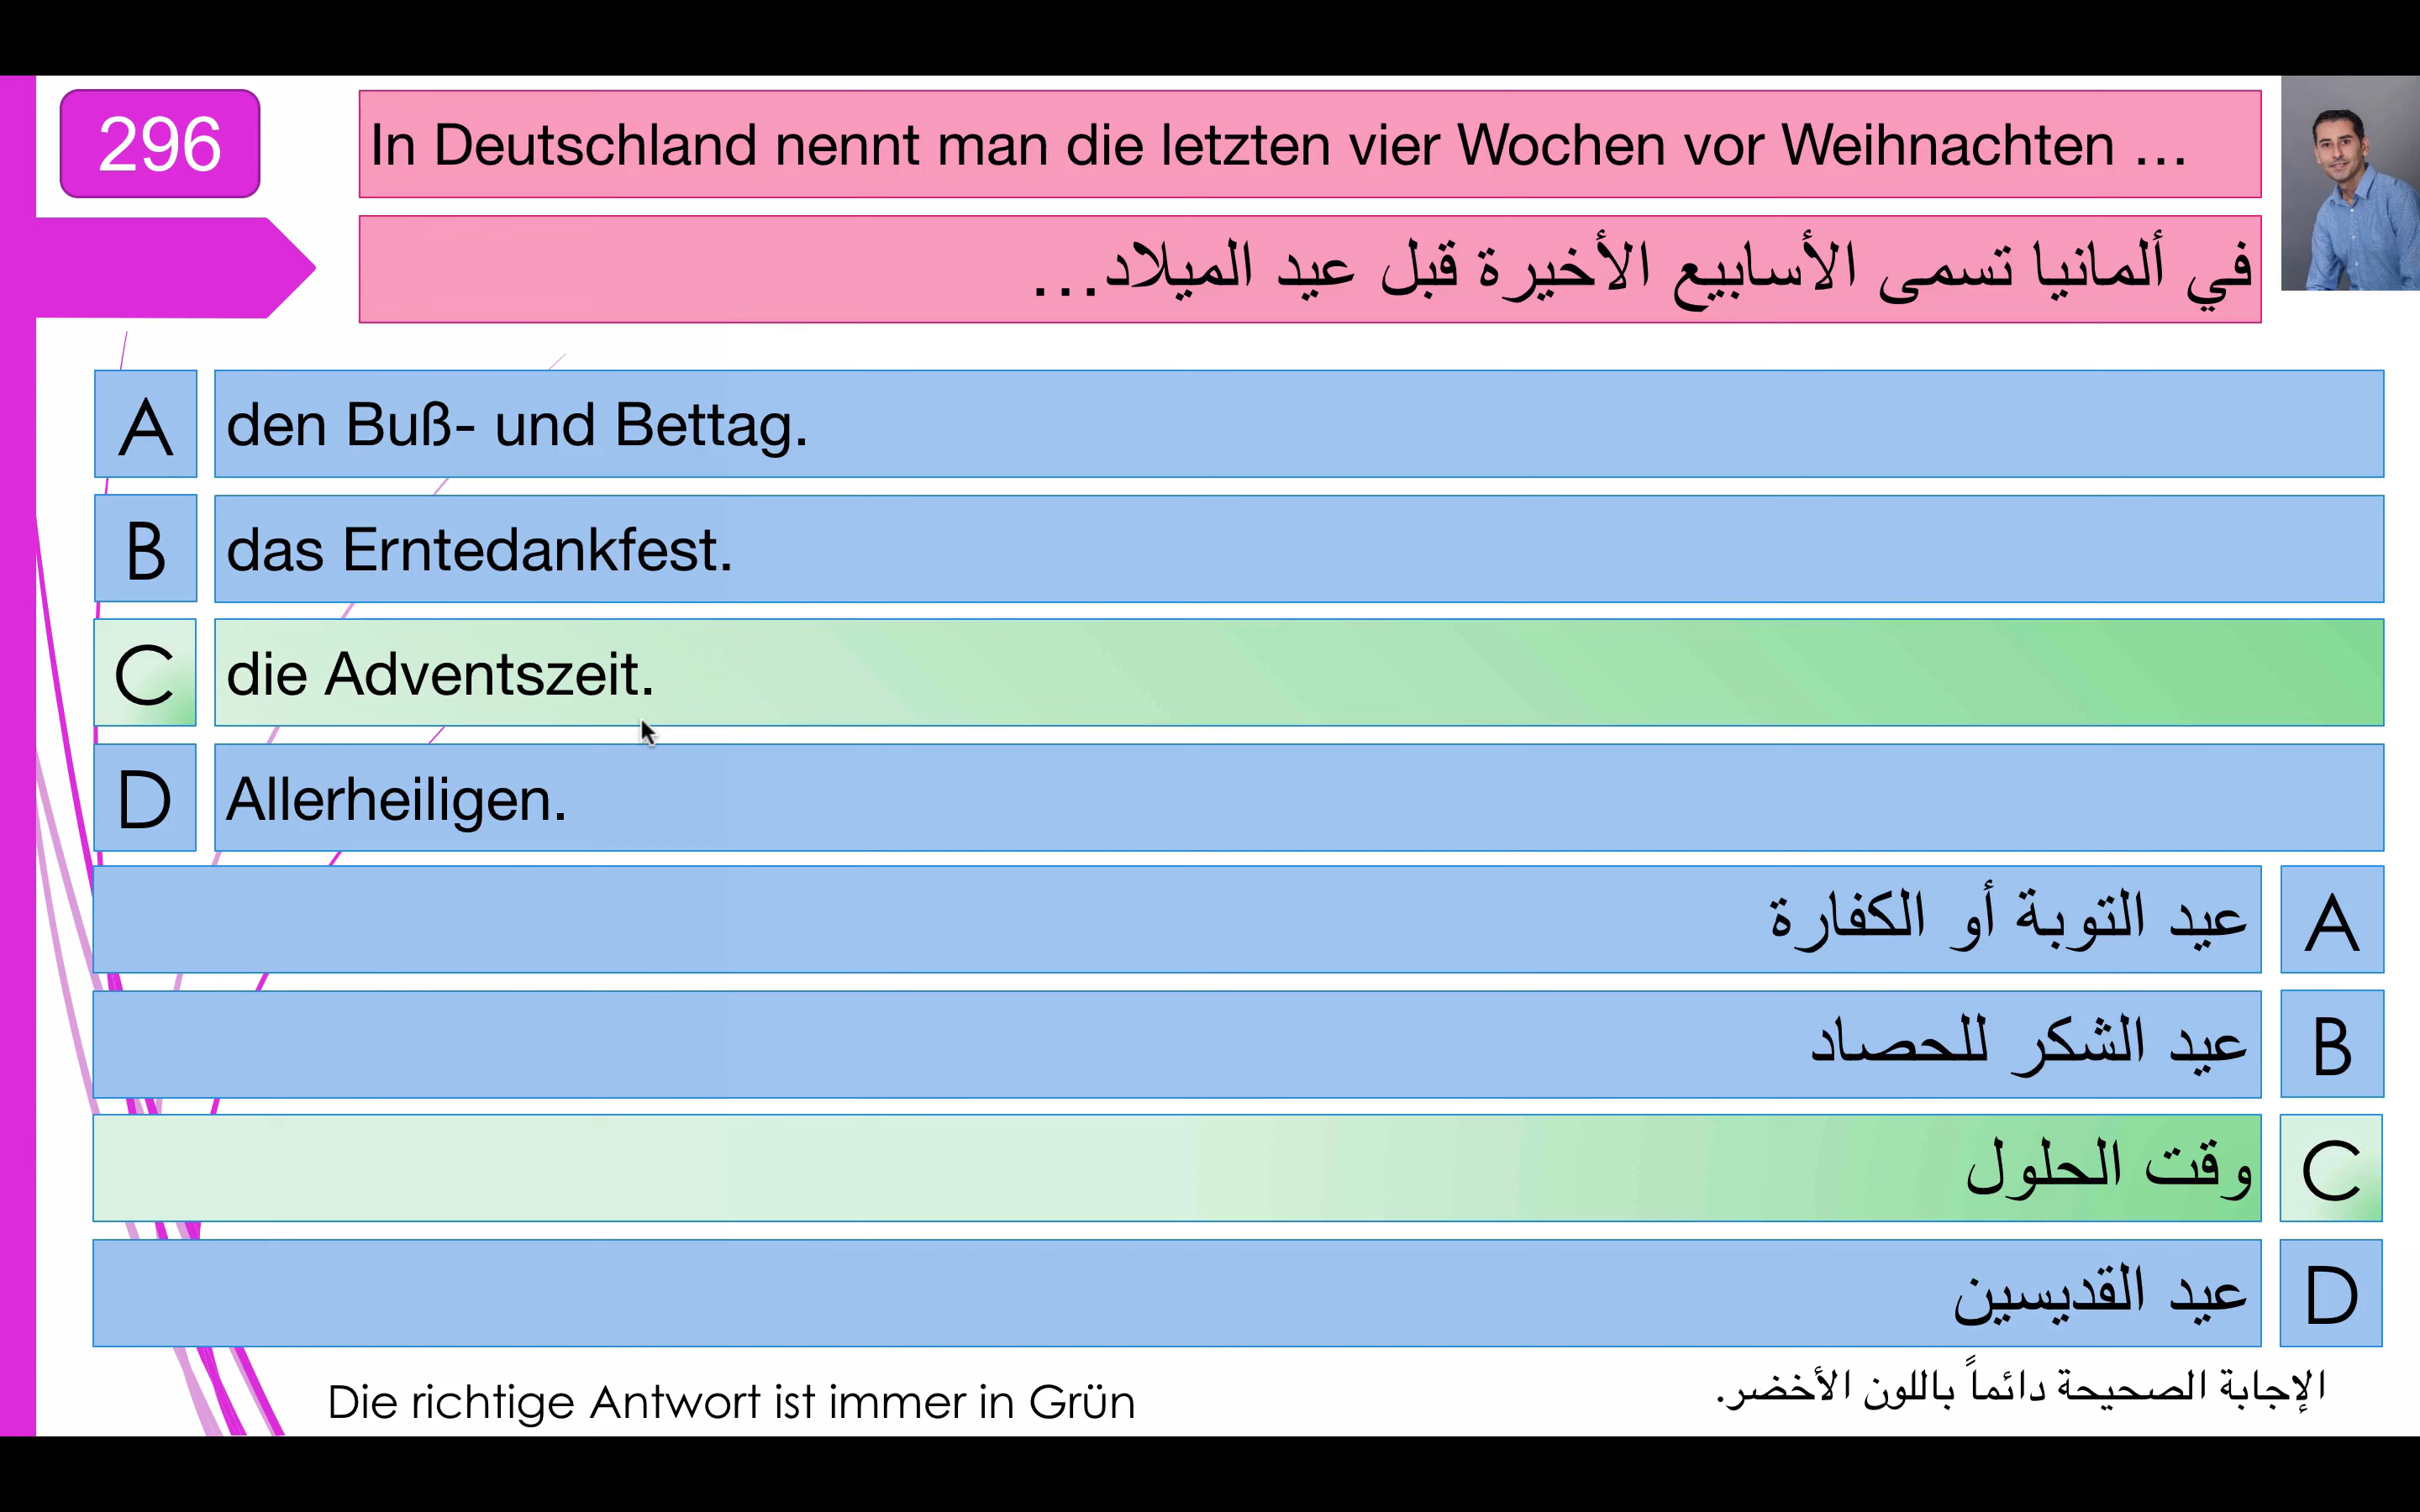 296
In Deutschland nennt man die letzten vier Wochen vor Weihnachten …
في ألمانيا تسمى الأسابيع الأخيرة قبل عيد الميلاد...
A den Buß- und Bettag.
B das Erntedankfest.
C die Adventszeit.
D Allerheiligen.
A عيد التوبة أو الكفارة
B عيد الشكر للحصاد
C وقت الحلول
D عيد القديسين
Die richtige Antwort ist immer in Grün
الإجابة الصحيحة دائماً باللون الأخضر.